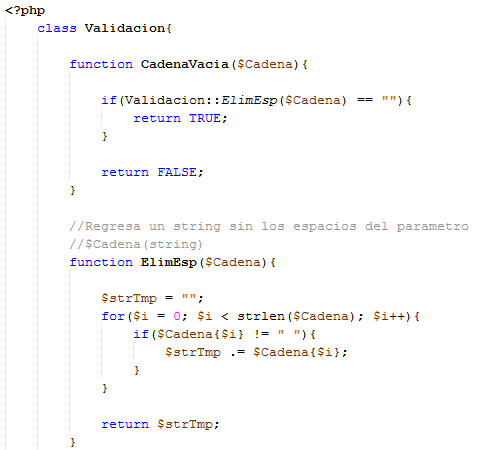 <?php
class Validacion{
function CadenaVacia($Cadena){
if(Validacion::ElimEsp($Cadena) == ""){
return TRUE;
}
return FALSE;
}
//Regresa un string sin los espacios del parametro
//$Cadena(string)
function ElimEsp($Cadena){
$strTmp = "";
for($i = 0; $i < strlen($Cadena); $i++){
if($Cadena{$i} != " "){
$strTmp .= $Cadena{$i};
}
}
return $strTmp;
}